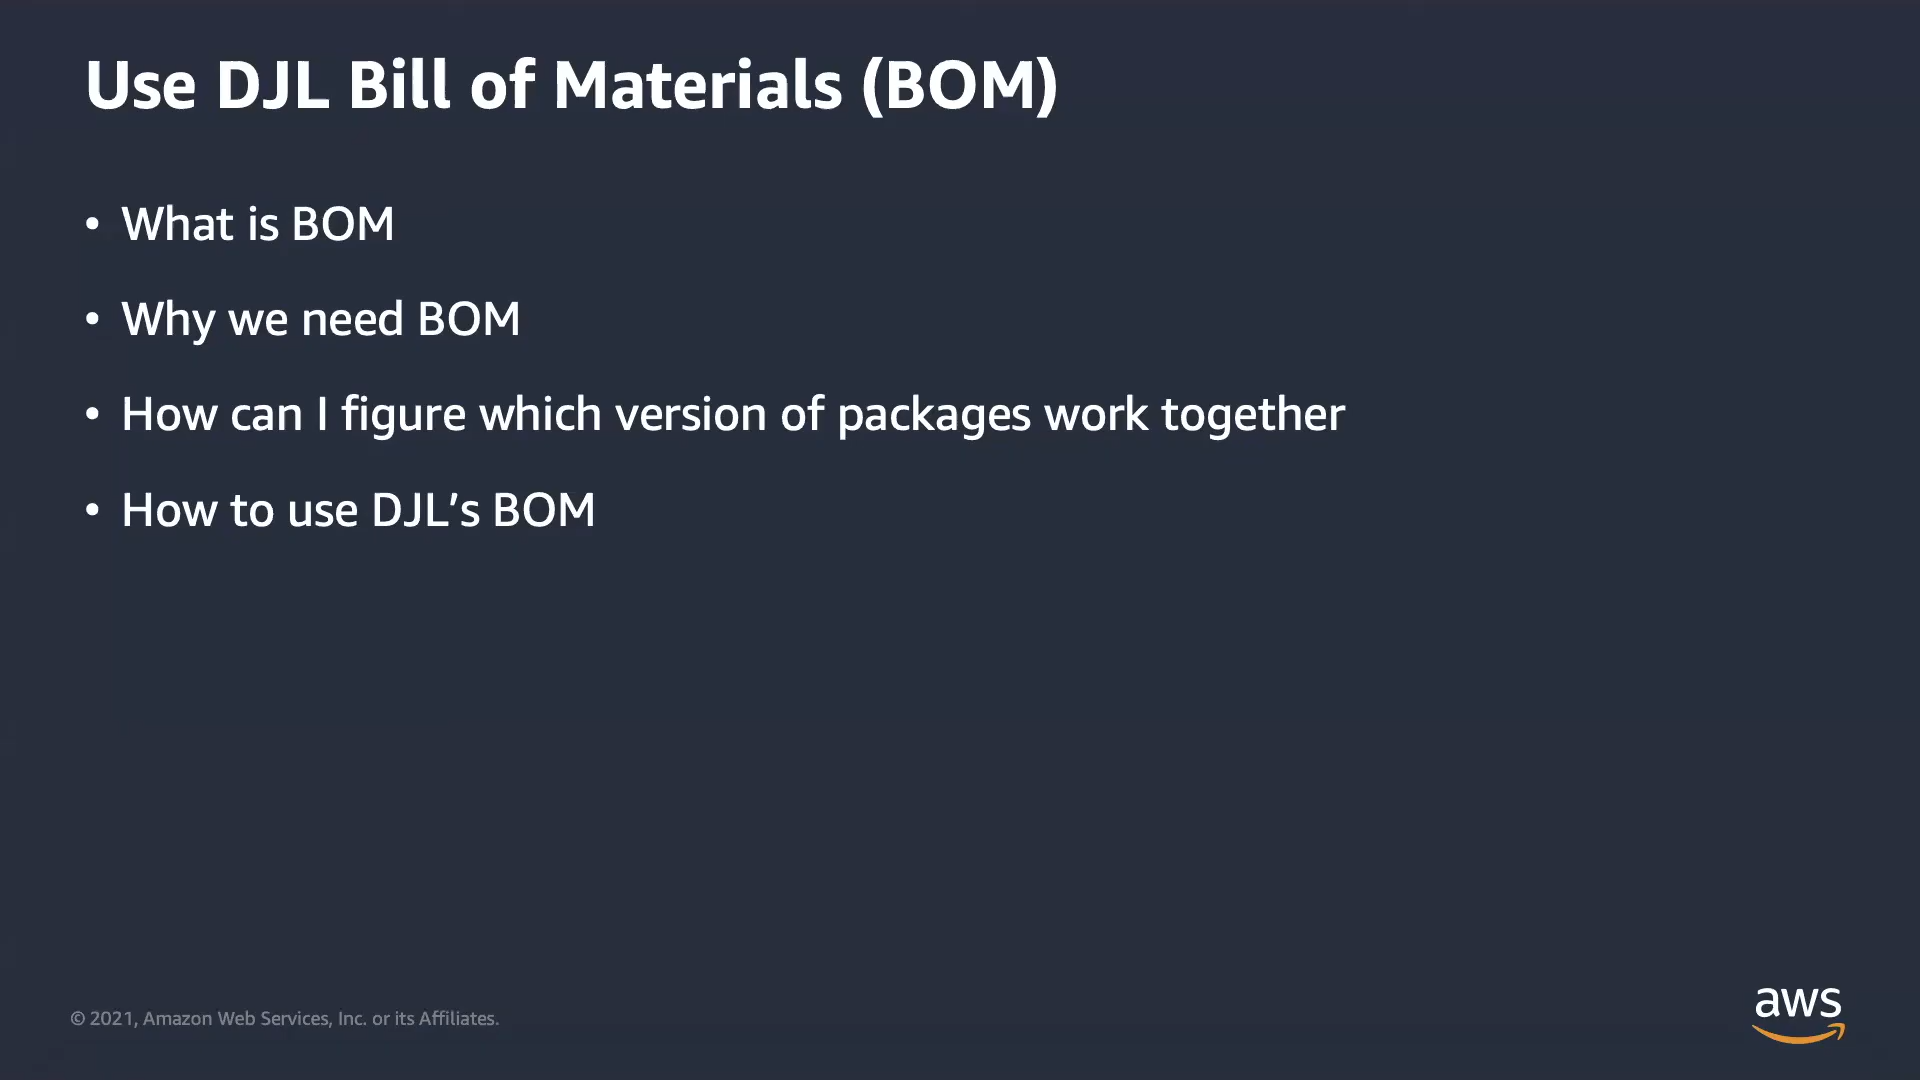 Use DJL Bill of Materials (BOM)
• What is BOM
• Why we need BOM
• How can I figure which version of packages work together
• How to use DJL’s BOM
© 2021, Amazon Web Services, Inc. or its Affiliates.
aws